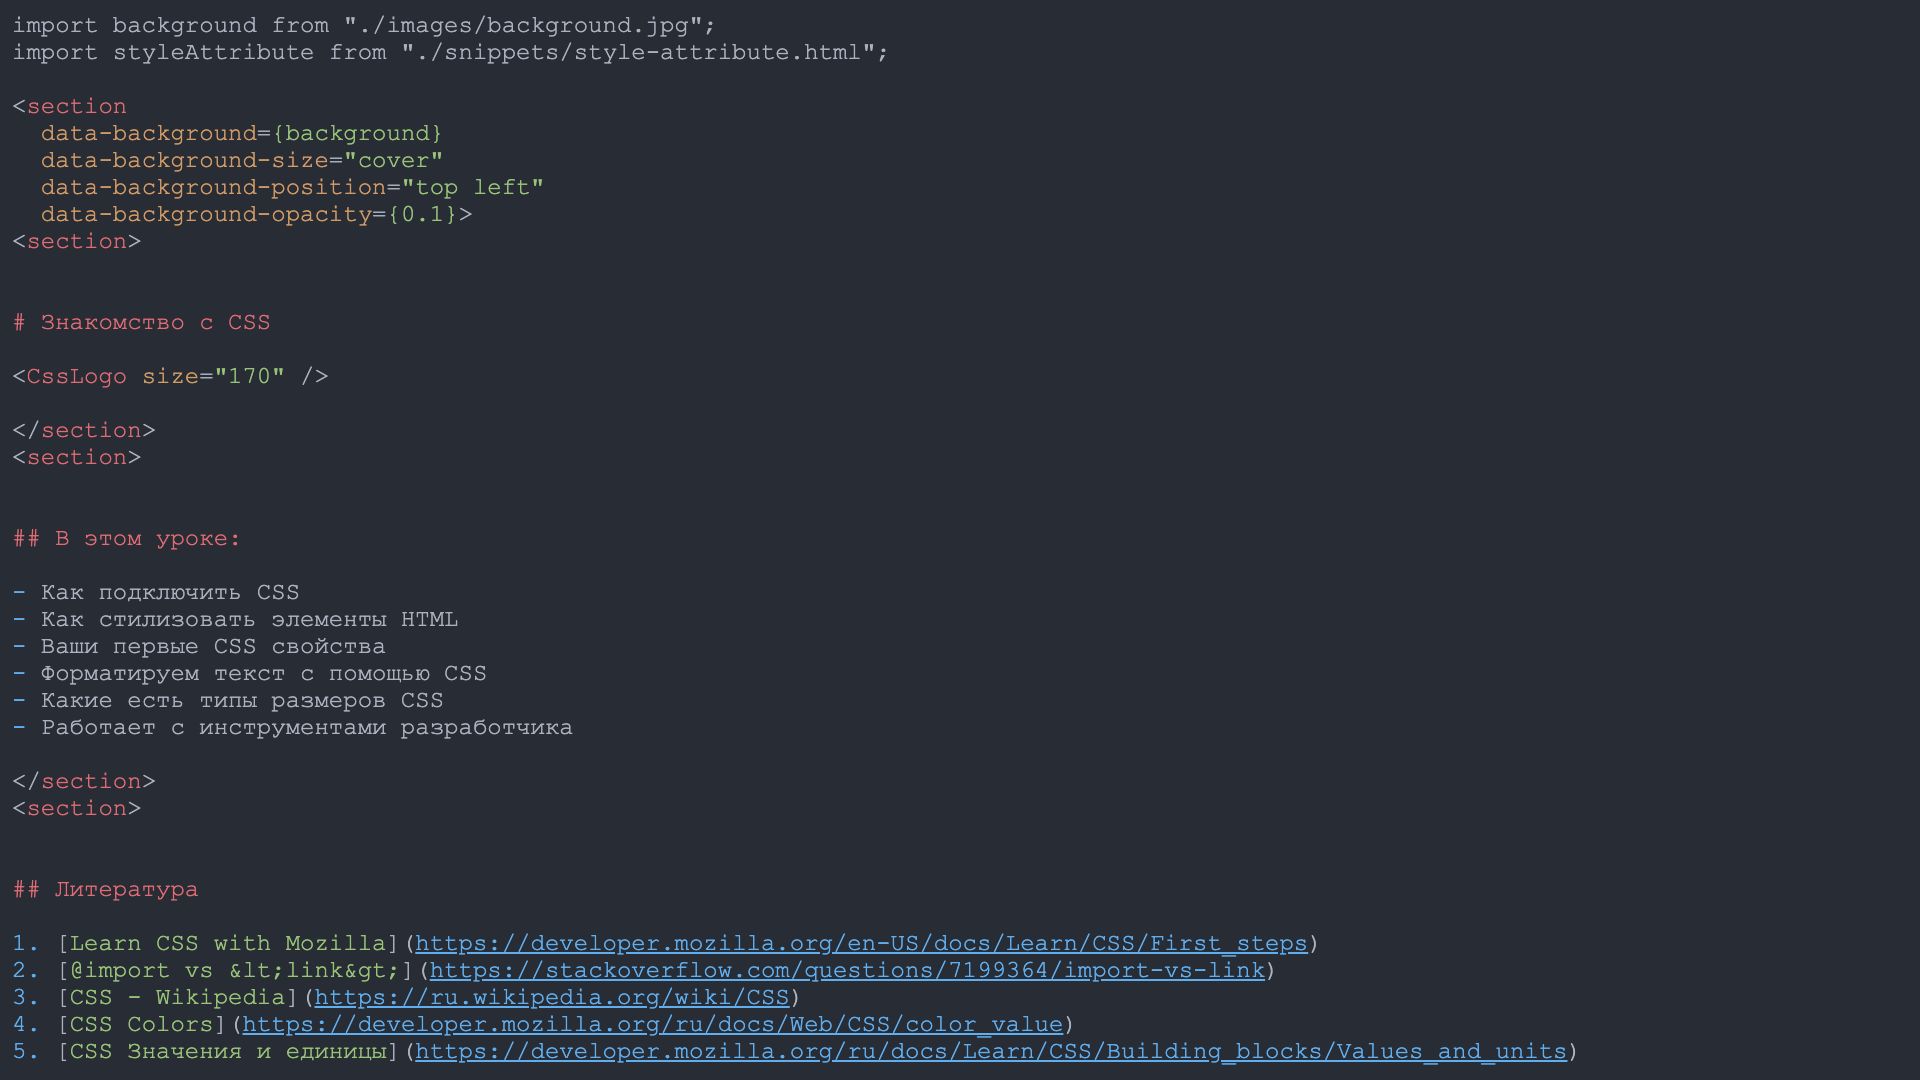 import background from "./images/background.jpg";
import styleAttribute from "./snippets/style-attribute.html";
<section
data-background={background}
data-background-size="cover"
data-background-position="top left"
data-background-opacity={0.1}>
<section>
# Знакомство с CSS
<CssLogo size="170" />
</section>
<section>
## В этом уроке:
- Как подключить CSS
- Как стилизовать элементы HTML
- Ваши первые CSS свойства
- Форматируем текст с помощью CSS
- Какие есть типы размеров CSS
- Работает с инструментами разработчика
</section>
<section>
## Литература
1. [Learn CSS with Mozilla](https://developer.mozilla.org/en-US/docs/Learn/CSS/First_steps)
2. [@import vs &lt;link&gt;](https://stackoverflow.com/questions/7199364/import-vs-link)
3. [CSS - Wikipedia](https://ru.wikipedia.org/wiki/CSS)
4. [CSS Colors](https://developer.mozilla.org/ru/docs/Web/CSS/color_value)
5. [CSS Значения и единицы](https://developer.mozilla.org/ru/docs/Learn/CSS/Building_blocks/Values_and_units)